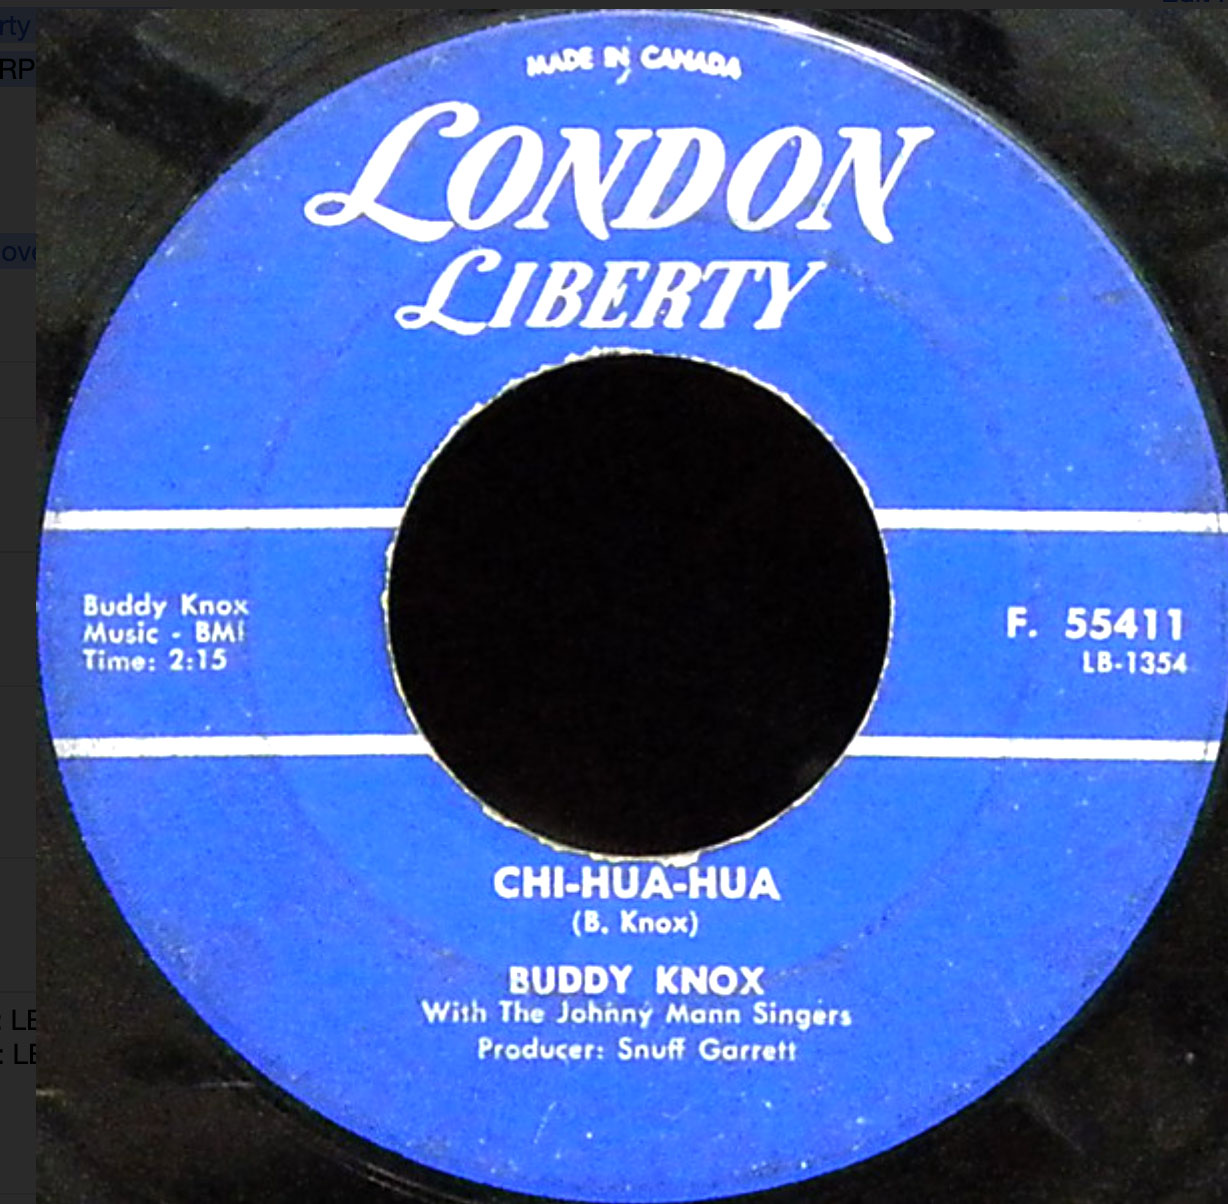 MADE IN CANADA
LONDON
LIBERTY
Buddy Knox
Music - BMI
Time: 2:15
F. 55411
LB-1354
CHI-HUA-HUA
(B. Knox)
BUDDY KNOX
With The Johnny Mann Singers
Producer: Snuff Garrett